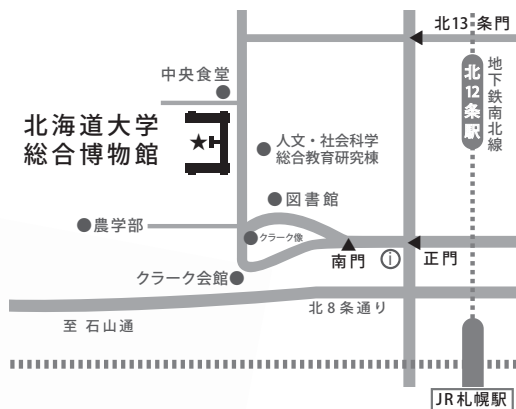 北13条門
中央食堂
北12条駅
地下鉄南北線
北海道大学
総合博物館
人文・社会科学
総合教育研究棟
図書館
農学部
クラーク像
南門
i
正門
クラーク会館
北8条通り
至 石山通
JR札幌駅